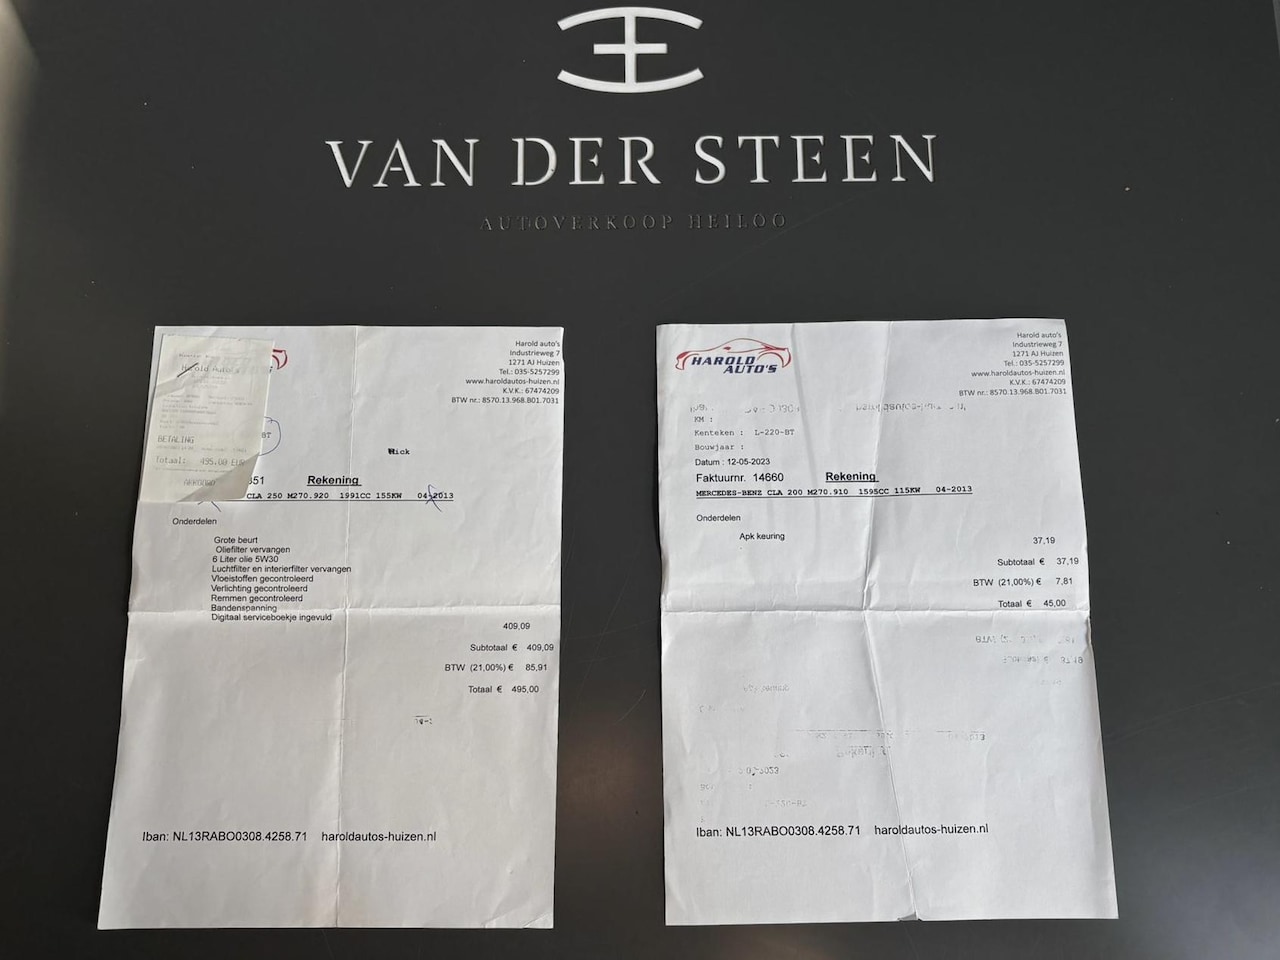 VAN DER STEEN
AUTOVERKOOP HEILOO
Harold Auto's
BETALING
Totaal: 495.00 EUR
AKKOORD
Harold auto's
Industrieweg 7
1271 AJ Huizen
Tel.: 035-5257299
www.haroldautos-huizen.nl
K.V.K.: 67474209
BTW nr.: 8570.13.968.B01.7031
BT
Rick
351 Rekening
CLA 250 M270.920 1991CC 155KW 04-2013
Onderdelen
Grote beurt
Oliefilter vervangen
6 Liter olie 5W30
Luchtfilter en interierfilter vervangen
Vloeistoffen gecontroleerd
Verlichting gecontroleerd
Remmen gecontroleerd
Bandenspanning
Digitaal serviceboekje ingevuld
409,09
Subtotaal € 409,09
BTW (21,00%) € 85,91
Totaal € 495,00
Iban: NL13RABO0308.4258.71 haroldautos-huizen.nl
HAROLD
AUTO'S
Harold auto's
Industrieweg 7
1271 AJ Huizen
Tel.: 035-5257299
www.haroldautos-huizen.nl
K.V.K.: 67474209
BTW nr.: 8570.13.968.B01.7031
KM :
Kenteken : L-220-BT
Bouwjaar :
Datum : 12-05-2023
Faktuurnr. 14660 Rekening
MERCEDES-BENZ CLA 200 M270.910 1595CC 115KW 04-2013
Onderdelen
Apk keuring
37,19
Subtotaal € 37,19
BTW (21,00%) € 7,81
Totaal € 45,00
Iban: NL13RABO0308.4258.71 haroldautos-huizen.nl